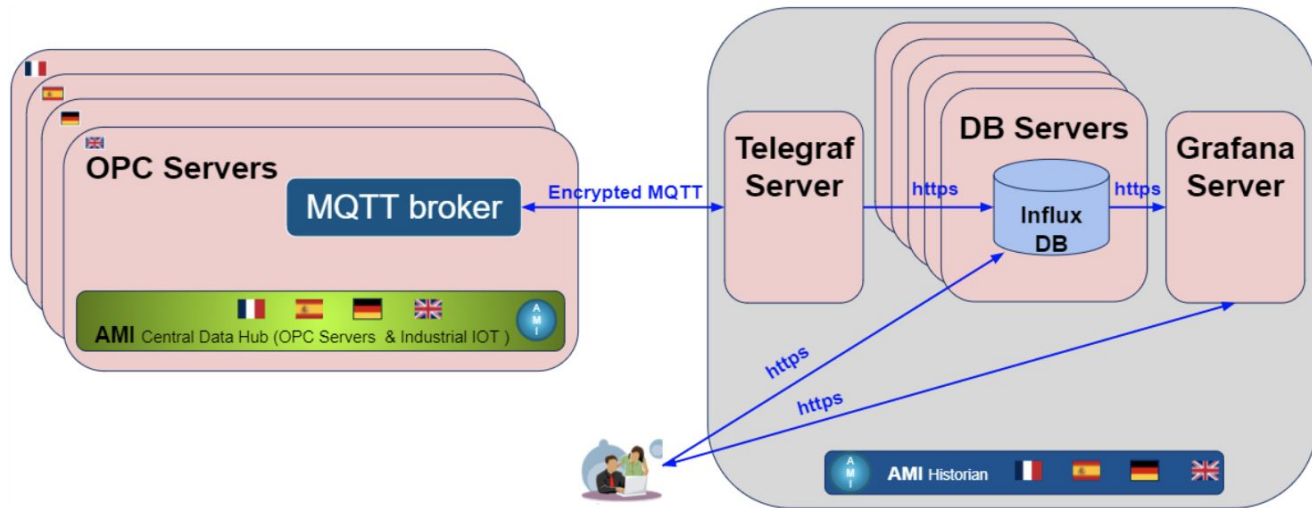 OPC Servers
MQTT broker
AMI Central Data Hub (OPC Servers & Industrial IOT )
A
M
I
Encrypted MQTT
Telegraf
Server
https
DB Servers
Influx
DB
https
Grafana
Server
https
https
A
M
I
AMI Historian